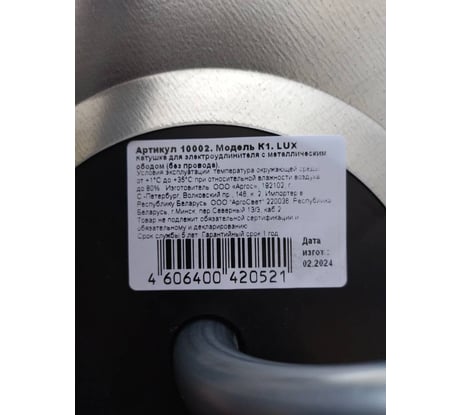 Артикул 10002. Модель К1. LUX
Катушка для электроудлинителя с металлическим
ободом (без провода).
Условия эксплуатации: температура окружающей среды
от +1°С до +35°С при относительной влажности воздуха
до 80%. Изготовитель: ООО «Аргос», 192102, г.
С.-Петербург, Волковский пр., 146, к. 2. Импортер в
Республику Беларусь: ООО "АргоСвет" 220036, Республика
Беларусь, г.Минск, пер.Северный 13/3, каб.2
Товар не подлежит обязательной сертификации и
обязательному и декларированию.
Срок службы 5 лет. Гарантийный срок 1 год.
Дата
изгот.:
02.2024
4 606400 420521